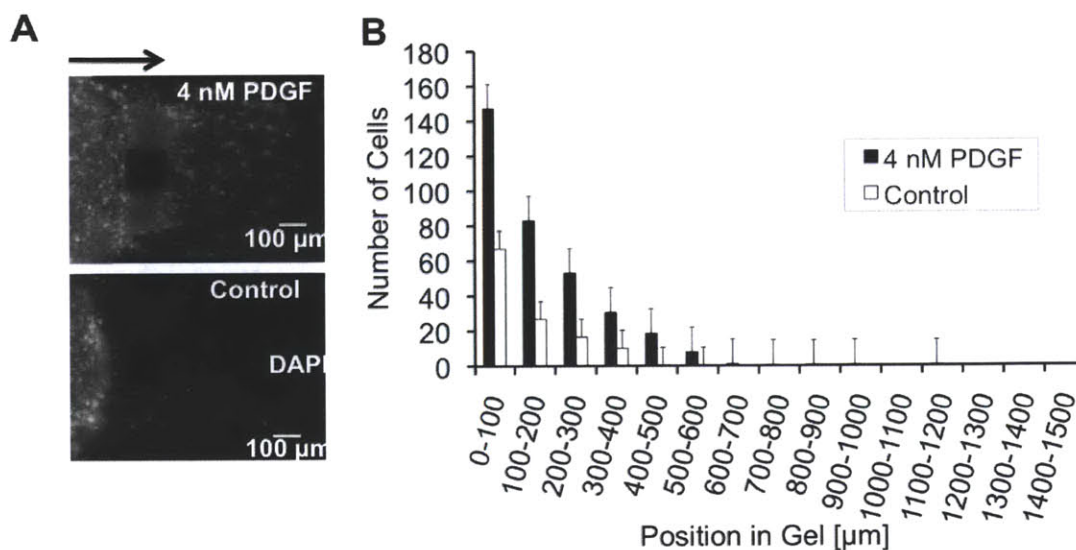 A
4 nM PDGF
100 µm
Control
DAPI
100 µm
B
180
160
140
120
100
80
60
40
20
0
Number of Cells
4 nM PDGF
Control
0-100
100-200
200-300
300-400
400-500
500-600
600-700
700-800
800-900
900-1000
1000-1100
1100-1200
1200-1300
1300-1400
1400-1500
Position in Gel [µm]